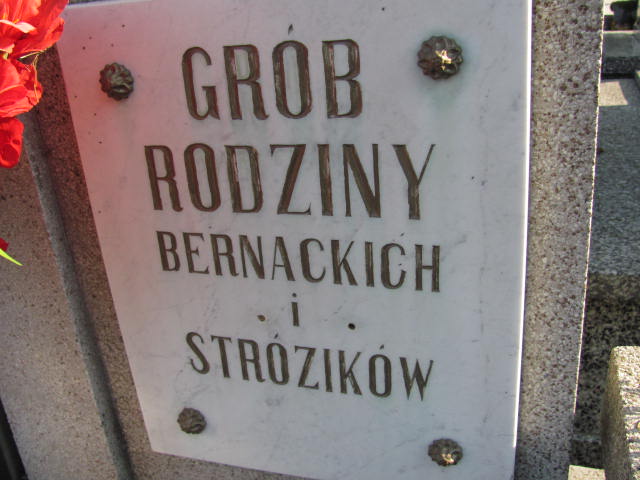 GRÓB
RODZINY
BERNACKICH
i
STRÓZIKÓW